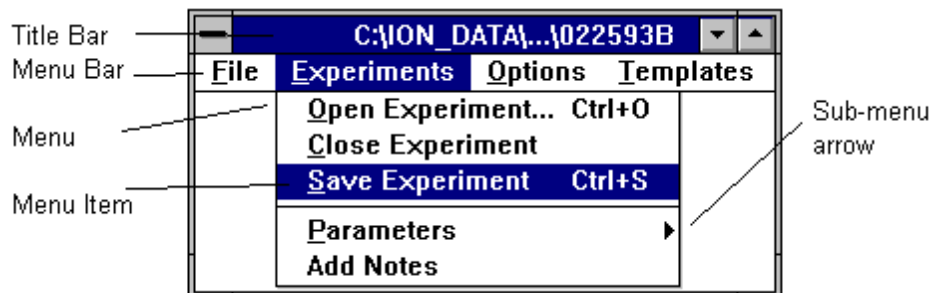 Title Bar
C:\ION_DATA\...\022593B
Menu Bar
File Experiments Options Templates
Open Experiment... Ctrl+O
Sub-menu
arrow
Menu
Close Experiment
Save Experiment Ctrl+S
Menu Item
Parameters
Add Notes